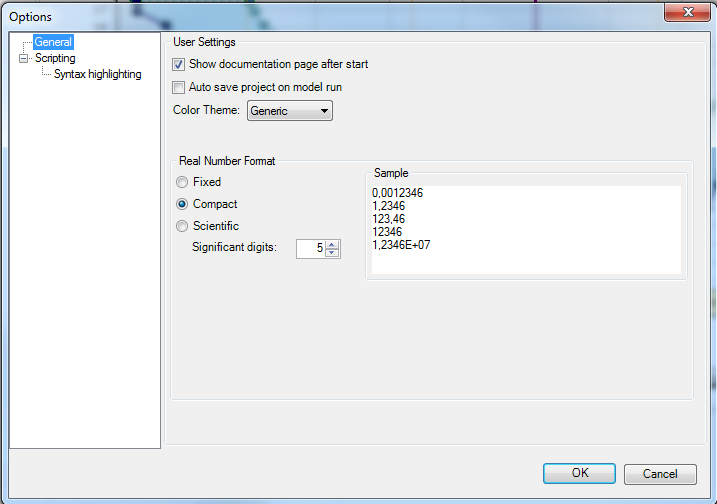 Options
General
Scripting
Syntax highlighting
User Settings
Show documentation page after start
Auto save project on model run
Color Theme: Generic
Real Number Format
Fixed
Compact
Scientific
Significant digits: 5
Sample
0,0012346
1,2346
123,46
12346
1,2346E+07
OK
Cancel